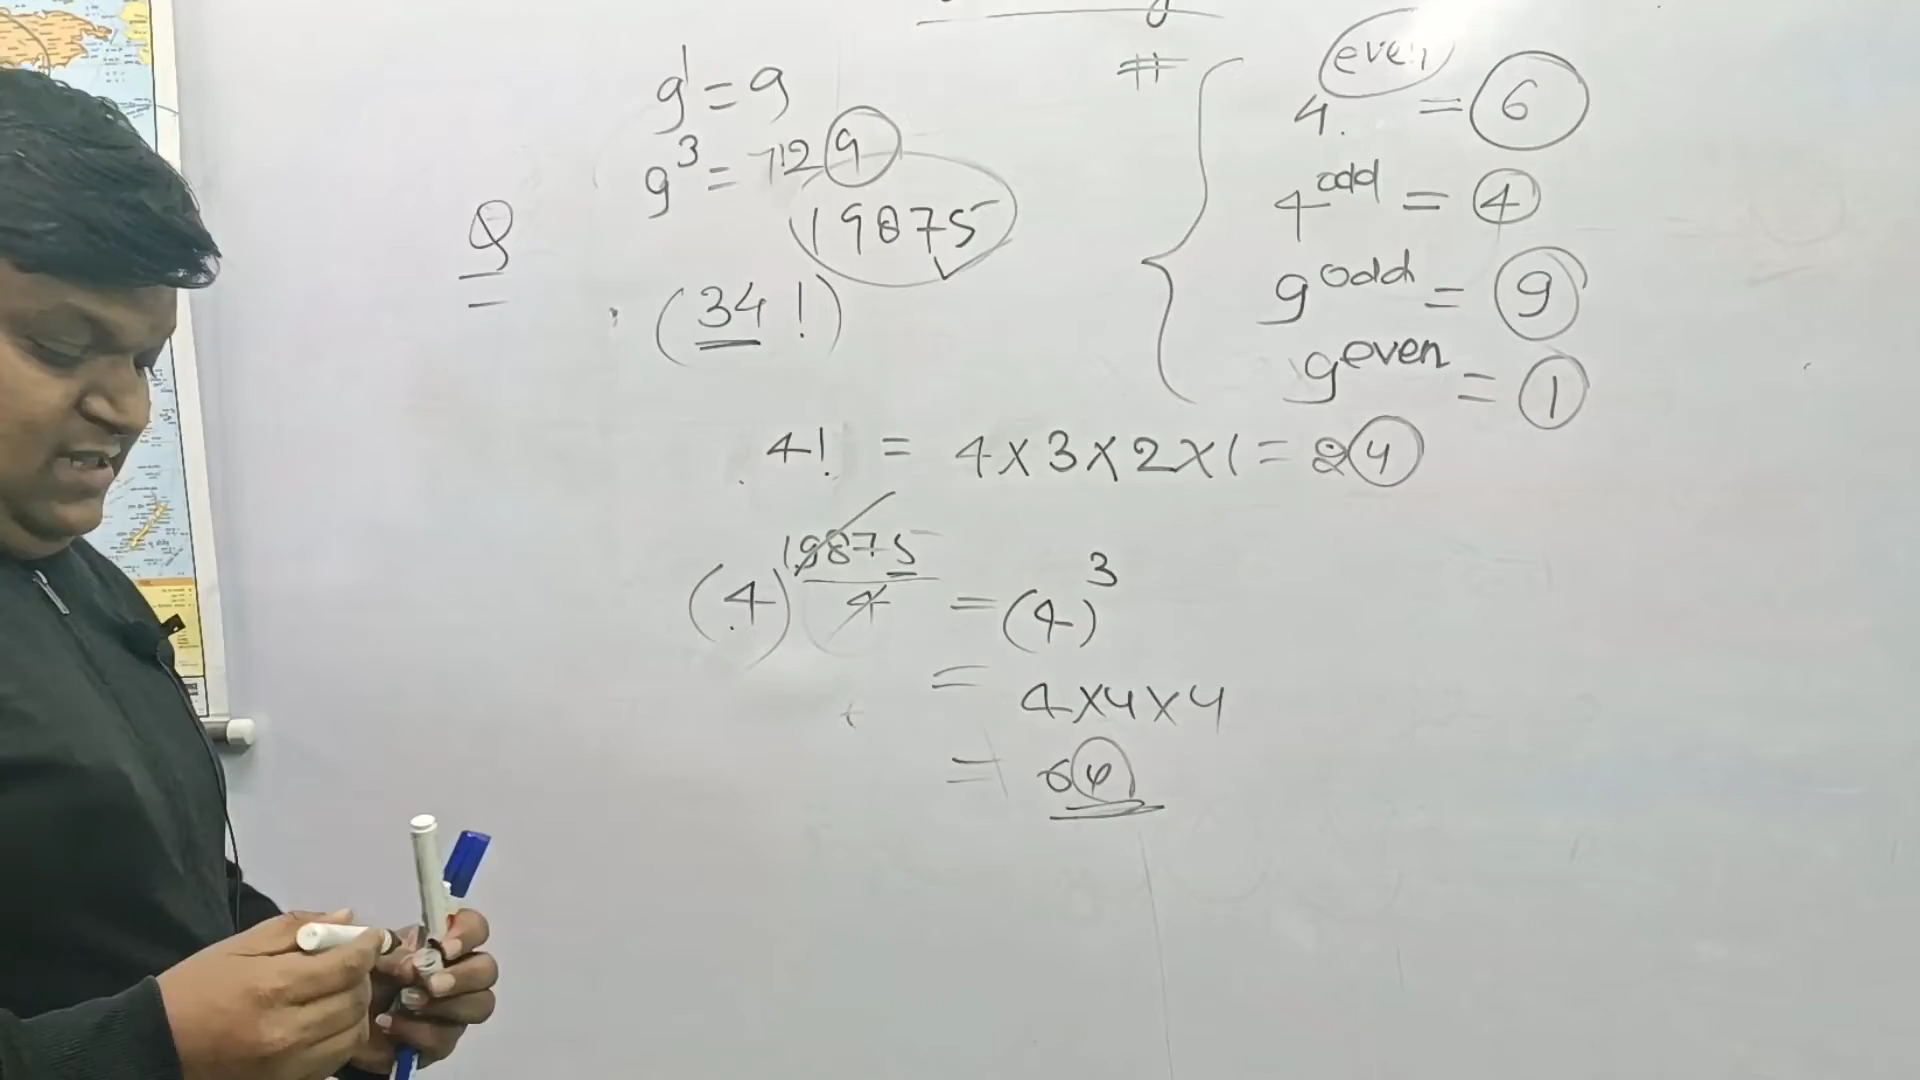 9¹ = 9
9³ = 729
Q
(34!)¹⁹⁸⁷⁵
#
4^even = 6
4^odd = 4
9^odd = 9
9^even = 1
4! = 4×3×2×1 = 24
(4)^19875/4 = (4)³
= 4×4×4
= 64